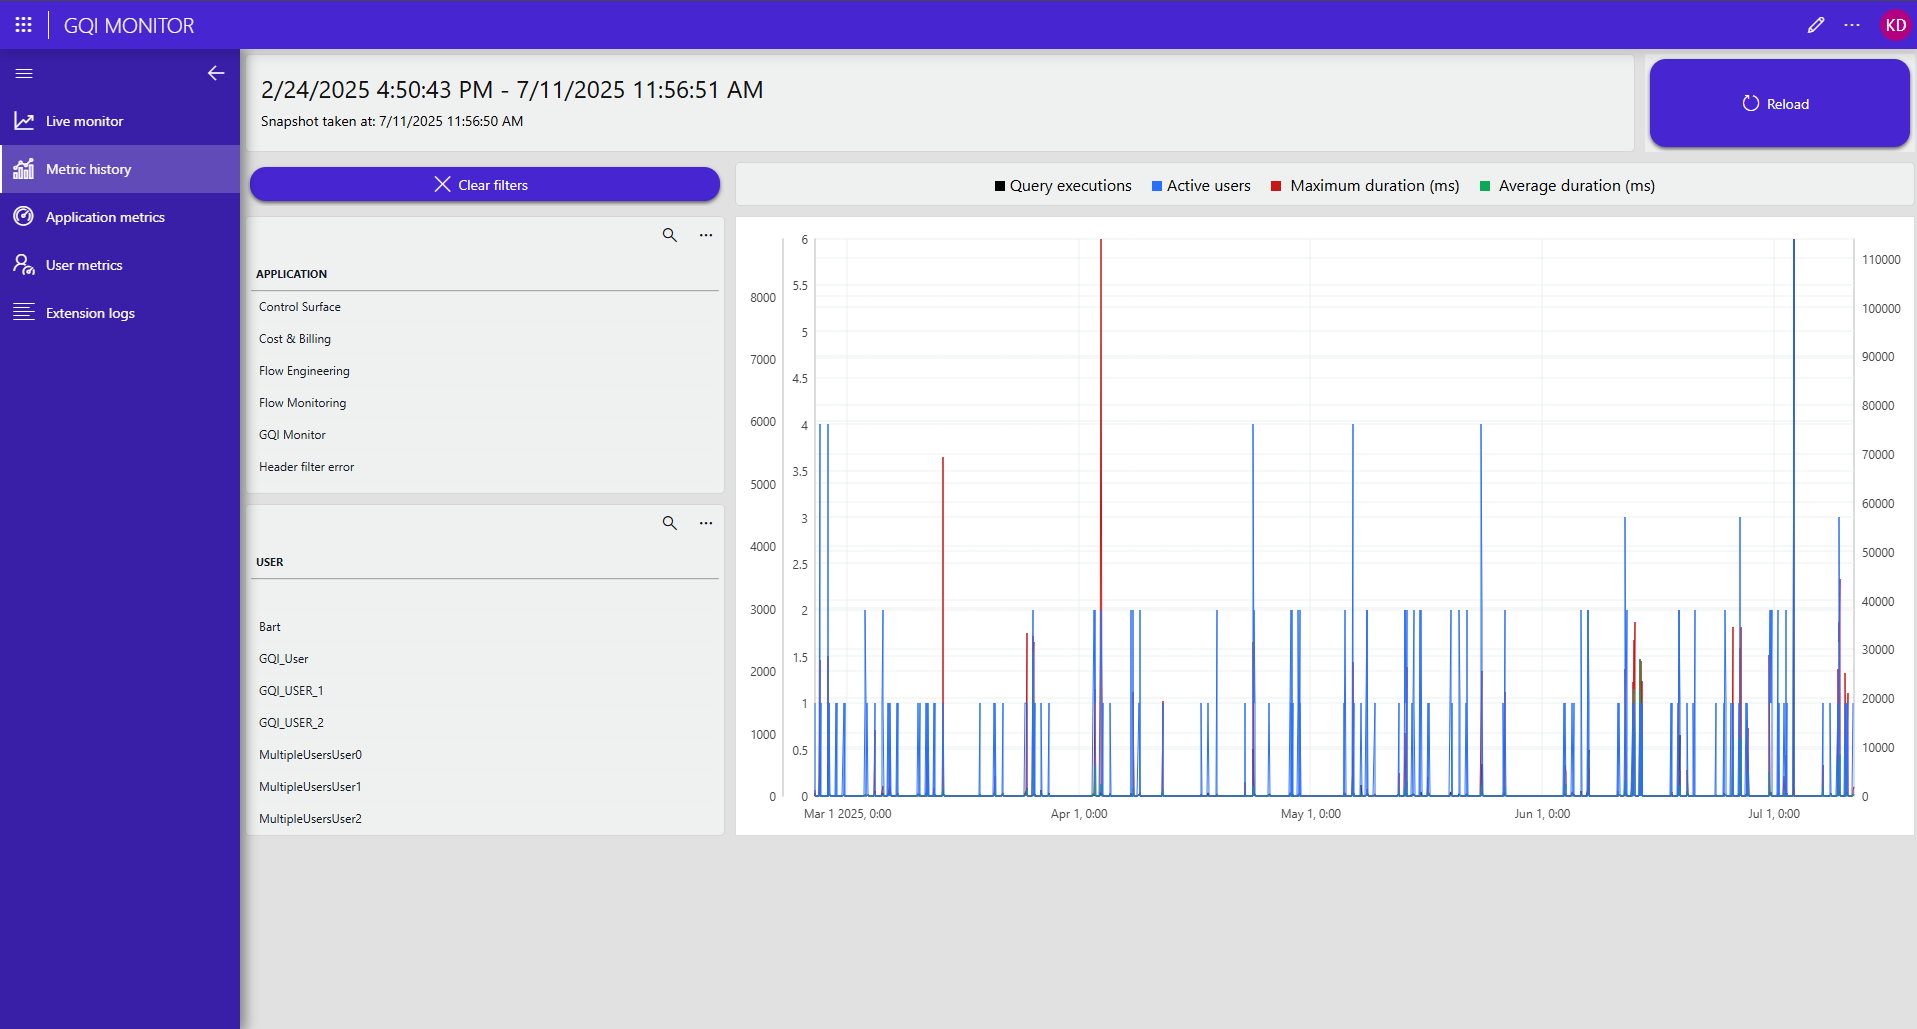 GQI MONITOR
KD
Live monitor
Metric history
Application metrics
User metrics
Extension logs
2/24/2025 4:50:43 PM - 7/11/2025 11:56:51 AM
Snapshot taken at: 7/11/2025 11:56:50 AM
Reload
Clear filters
APPLICATION
Control Surface
Cost & Billing
Flow Engineering
Flow Monitoring
GQI Monitor
Header filter error
USER
Bart
GQI_User
GQI_USER_1
GQI_USER_2
MultipleUsersUser0
MultipleUsersUser1
MultipleUsersUser2
Query executions Active users Maximum duration (ms) Average duration (ms)
8000
7000
6000
5000
4000
3000
2000
1000
0
6
5.5
5
4.5
4
3.5
3
2.5
2
1.5
1
0.5
0
110000
100000
90000
80000
70000
60000
50000
40000
30000
20000
10000
0
Mar 1 2025, 0:00 Apr 1, 0:00 May 1, 0:00 Jun 1, 0:00 Jul 1, 0:00